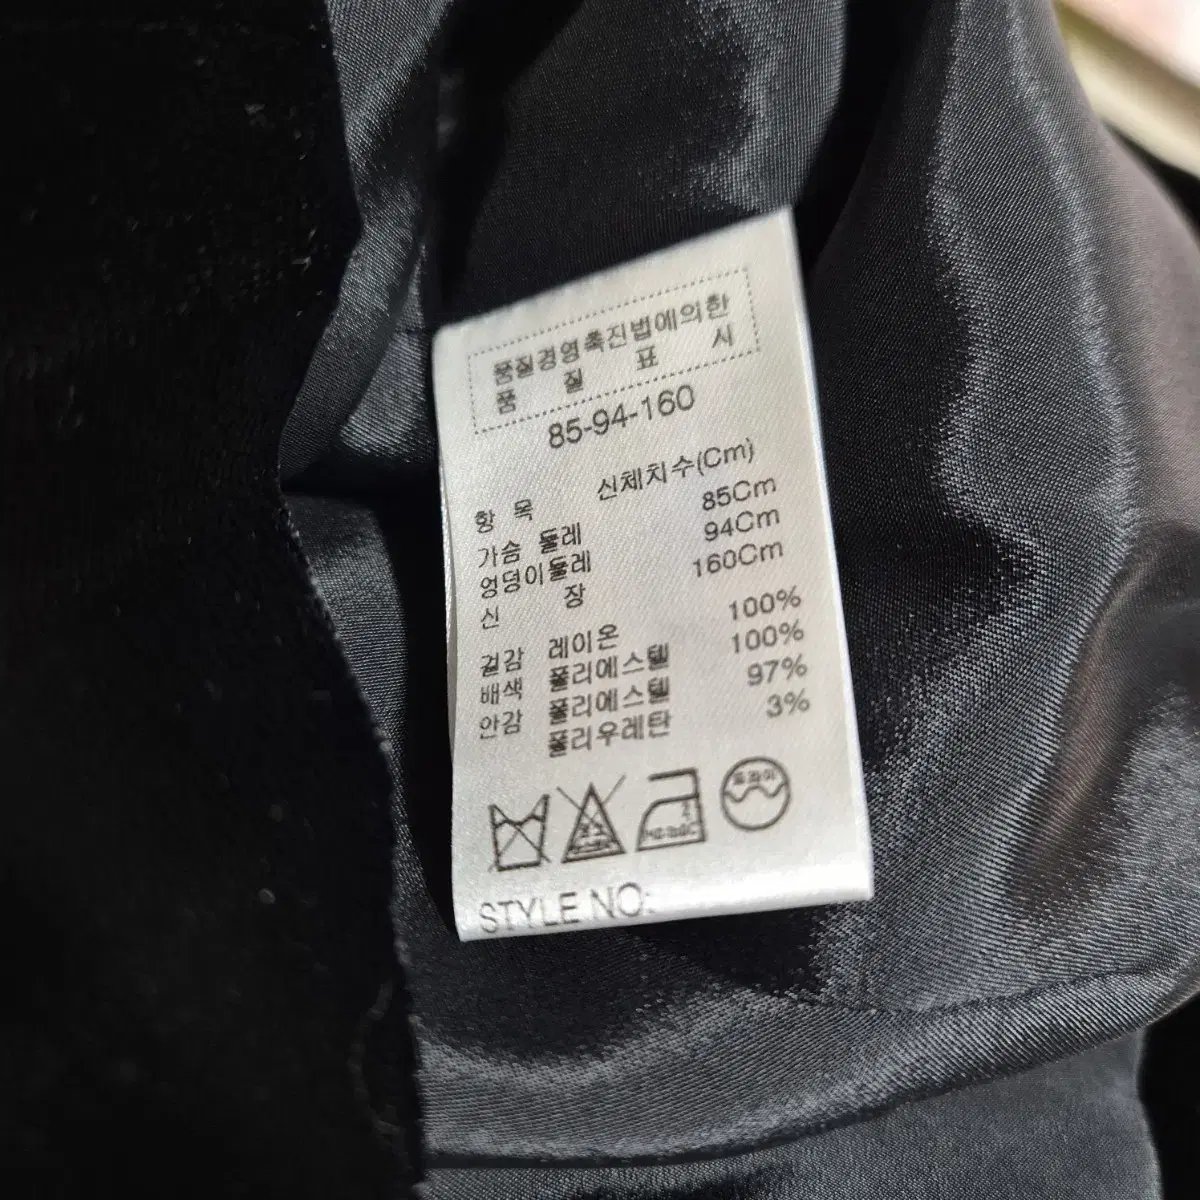 품질경영촉진법에의한
품 질 표 시
85-94-160
항 목 신체치수(Cm)
가슴 둘레 85Cm
엉덩이둘레 94Cm
신 장 160Cm
겉감 레이온 100%
배색 폴리에스텔 100%
안감 폴리에스텔 97%
폴리우레탄 3%
드라이
STYLE NO: